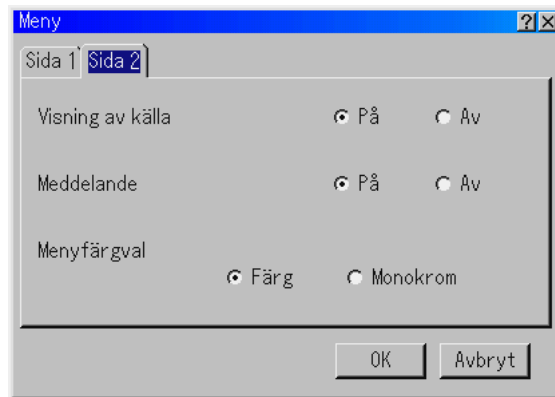 Meny
Sida 1 Sida 2
Visning av källa På Av
Meddelande På Av
Menyfärgval
Färg Monokrom
OK Avbryt